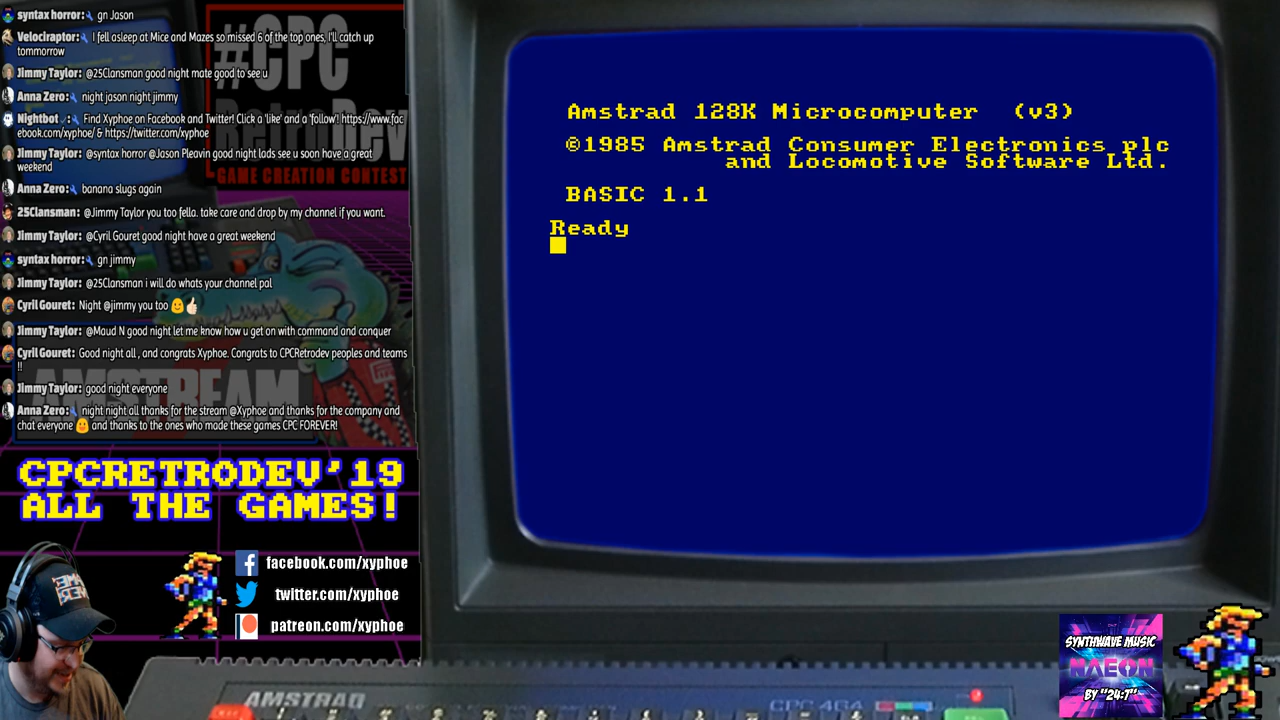 syntax horror: gn Jason
Velociraptor: I fell asleep at Mice and Mazes so missed 6 of the top ones, I'll catch up
tommorrow
Jimmy Taylor: @25Clansman good night mate good to see u
Anna Zero: night jason night jimmy
Nightbot: Find Xyphoe on Facebook and Twitter! Click a 'like' and a 'follow'! https://www.fac
ebook.com/xyphoe/ & https://twitter.com/xyphoe
Jimmy Taylor: @syntax horror @Jason Pleavin good night lads see u soon have a great
weekend
Anna Zero: banana slugs again
25Clansman: @Jimmy Taylor you too fella. take care and drop by my channel if you want.
Jimmy Taylor: @Cyril Gouret good night have a great weekend
syntax horror: gn jimmy
Jimmy Taylor: @25Clansman i will do whats your channel pal
Cyril Gouret: Night @jimmy you too 🙂👍
Jimmy Taylor: @Maud N good night let me know how u get on with command and conquer
Cyril Gouret: Good night all , and congrats Xyphoe. Congrats to CPCRetrodev peoples and teams
!!
Jimmy Taylor: good night everyone
Anna Zero: night night all thanks for the stream @Xyphoe and thanks for the company and
chat everyone 🙂 and thanks to the ones who made these games CPC FOREVER!
#CPC
RetroDev
GAME CREATION CONTEST
AMSTREAM
CPCRETRODEV'19
ALL THE GAMES!
facebook.com/xyphoe
twitter.com/xyphoe
patreon.com/xyphoe
Amstrad 128K Microcomputer (v3)
©1985 Amstrad Consumer Electronics plc
and Locomotive Software Ltd.
BASIC 1.1
Ready
SYNTHWAVE MUSIC
NAEON
BY "24:7"
AMSTRAD
CPC 464